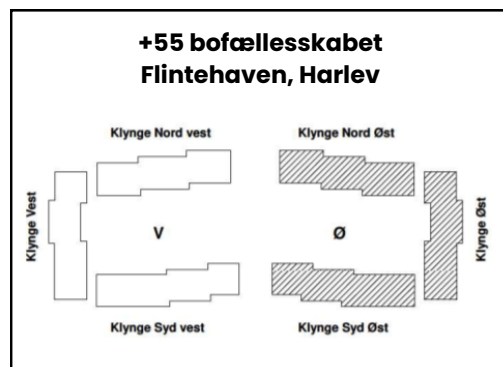 +55 bofællesskabet
Flintehaven, Harlev
Klynge Nord vest
Klynge Nord Øst
Klynge Vest
V
Ø
Klynge Øst
Klynge Syd vest
Klynge Syd Øst